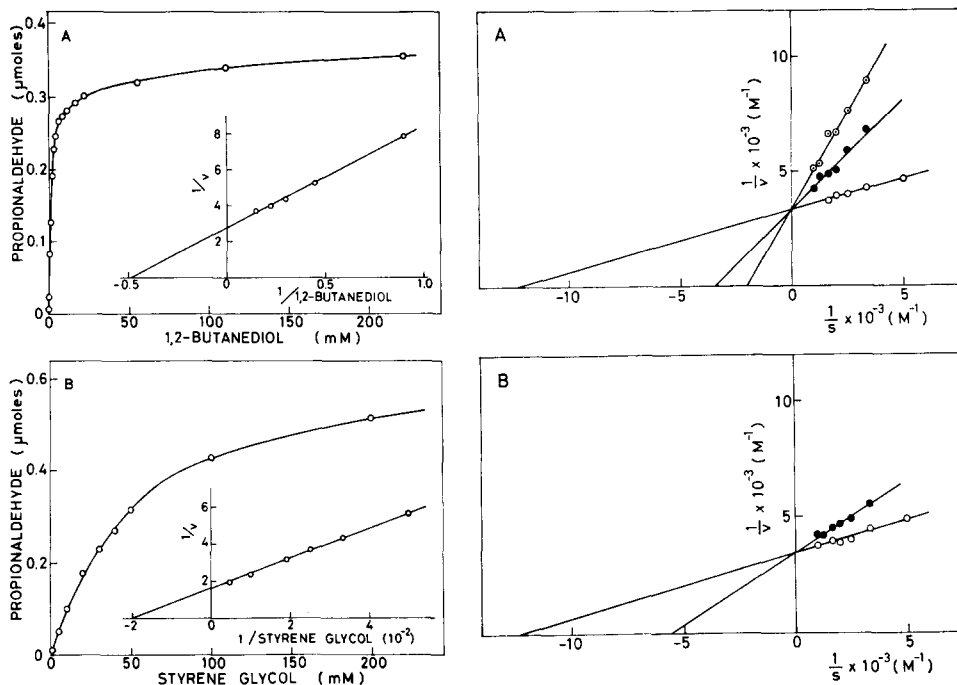 A
PROPIONALDEHYDE (μmoles)
0.4
0.3
0.2
0.1
0
0
50
100
150
200
1,2-BUTANEDIOL (mM)
1/v
8
6
4
2
-0.5
0
0.5
1.0
1/1,2-BUTANEDIOL
A
1/v × 10⁻³ (M⁻¹)
10
5
-10
-5
0
5
1/s × 10⁻³ (M⁻¹)
B
PROPIONALDEHYDE (μmoles)
0.6
0.4
0.2
0
0
50
100
150
200
STYRENE GLYCOL (mM)
1/v
6
4
2
-2
0
2
4
1/STYRENE GLYCOL (10⁻²)
B
1/v × 10⁻³ (M⁻¹)
10
5
-10
-5
0
5
1/s × 10⁻³ (M⁻¹)